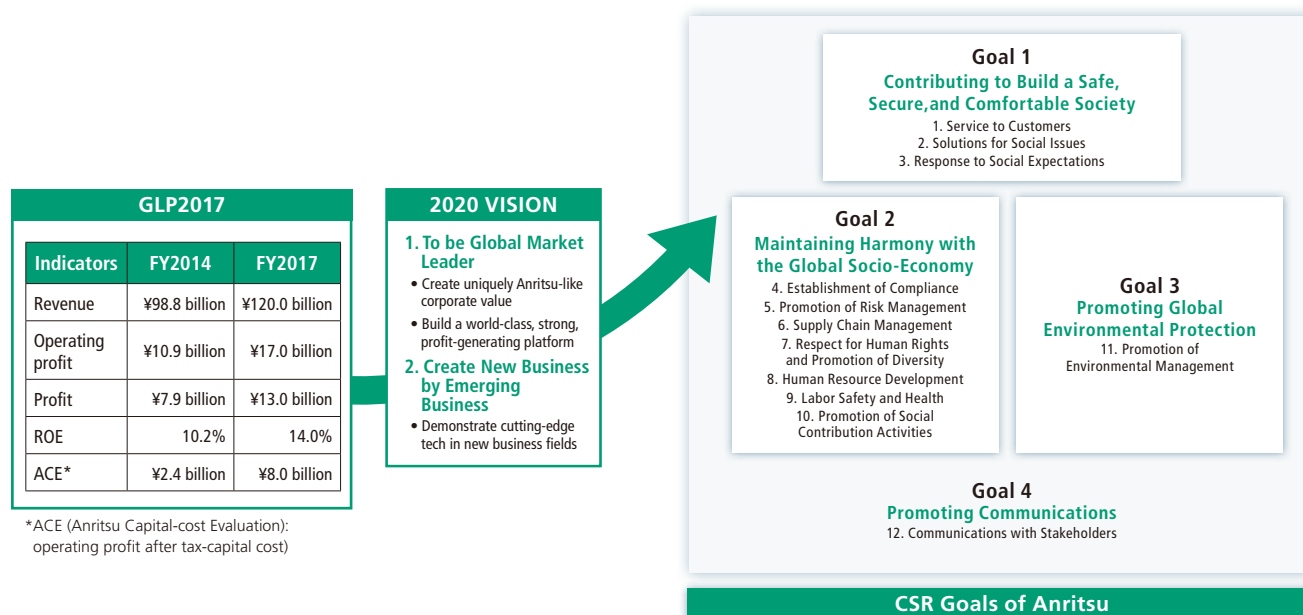 GLP2017
Indicators FY2014 FY2017
Revenue ¥98.8 billion ¥120.0 billion
Operating
profit ¥10.9 billion ¥17.0 billion
Profit ¥7.9 billion ¥13.0 billion
ROE 10.2% 14.0%
ACE* ¥2.4 billion ¥8.0 billion
*ACE (Anritsu Capital-cost Evaluation):
operating profit after tax-capital cost)
2020 VISION
1. To be Global Market
Leader
• Create uniquely Anritsu-like
corporate value
• Build a world-class, strong,
profit-generating platform
2. Create New Business
by Emerging
Business
• Demonstrate cutting-edge
tech in new business fields
Goal 1
Contributing to Build a Safe,
Secure,and Comfortable Society
1. Service to Customers
2. Solutions for Social Issues
3. Response to Social Expectations
Goal 2
Maintaining Harmony with
the Global Socio-Economy
4. Establishment of Compliance
5. Promotion of Risk Management
6. Supply Chain Management
7. Respect for Human Rights
and Promotion of Diversity
8. Human Resource Development
9. Labor Safety and Health
10. Promotion of Social
Contribution Activities
Goal 3
Promoting Global
Environmental Protection
11. Promotion of
Environmental Management
Goal 4
Promoting Communications
12. Communications with Stakeholders
CSR Goals of Anritsu